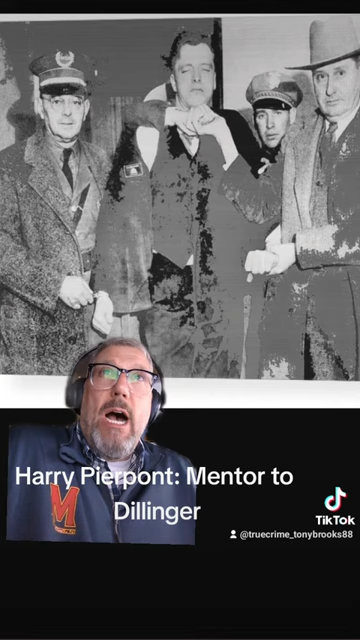 Harry Pierpont: Mentor to
Dillinger
M
TikTok
@truecrime_tonybrooks88